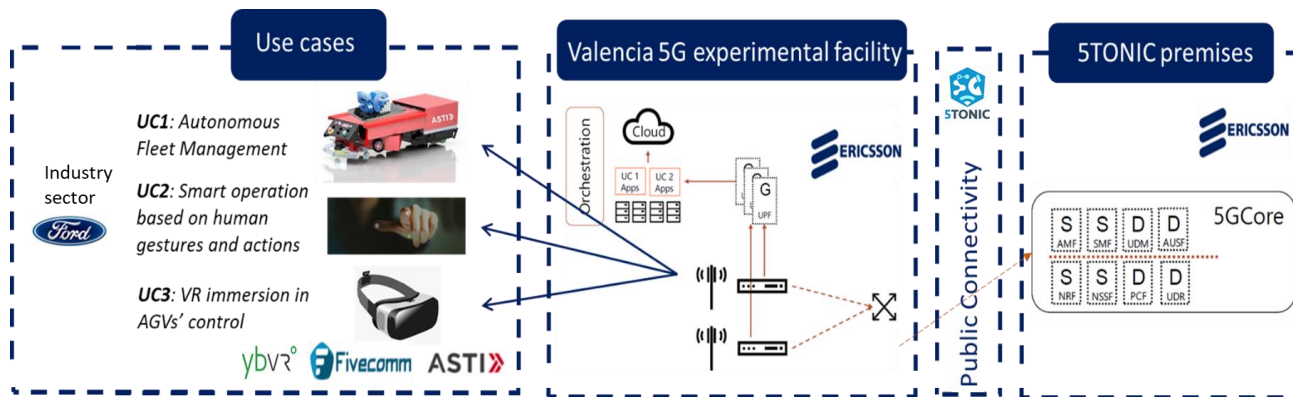 Use cases
UC1: Autonomous
Fleet Management
ASTI
Industry
sector
Ford
UC2: Smart operation
based on human
gestures and actions
UC3: VR immersion in
AGVs' control
ybVR
Fivecomm
ASTI
Valencia 5G experimental facility
Orchestration
Cloud
UC 1
Apps
UC 2
Apps
G
UPF
ERICSSON
5G
5TONIC
Public Connectivity
5TONIC premises
ERICSSON
5GCore
S
AMF
S
SMF
D
UDM
D
AUSF
S
NRF
S
NSSF
D
PCF
D
UDR